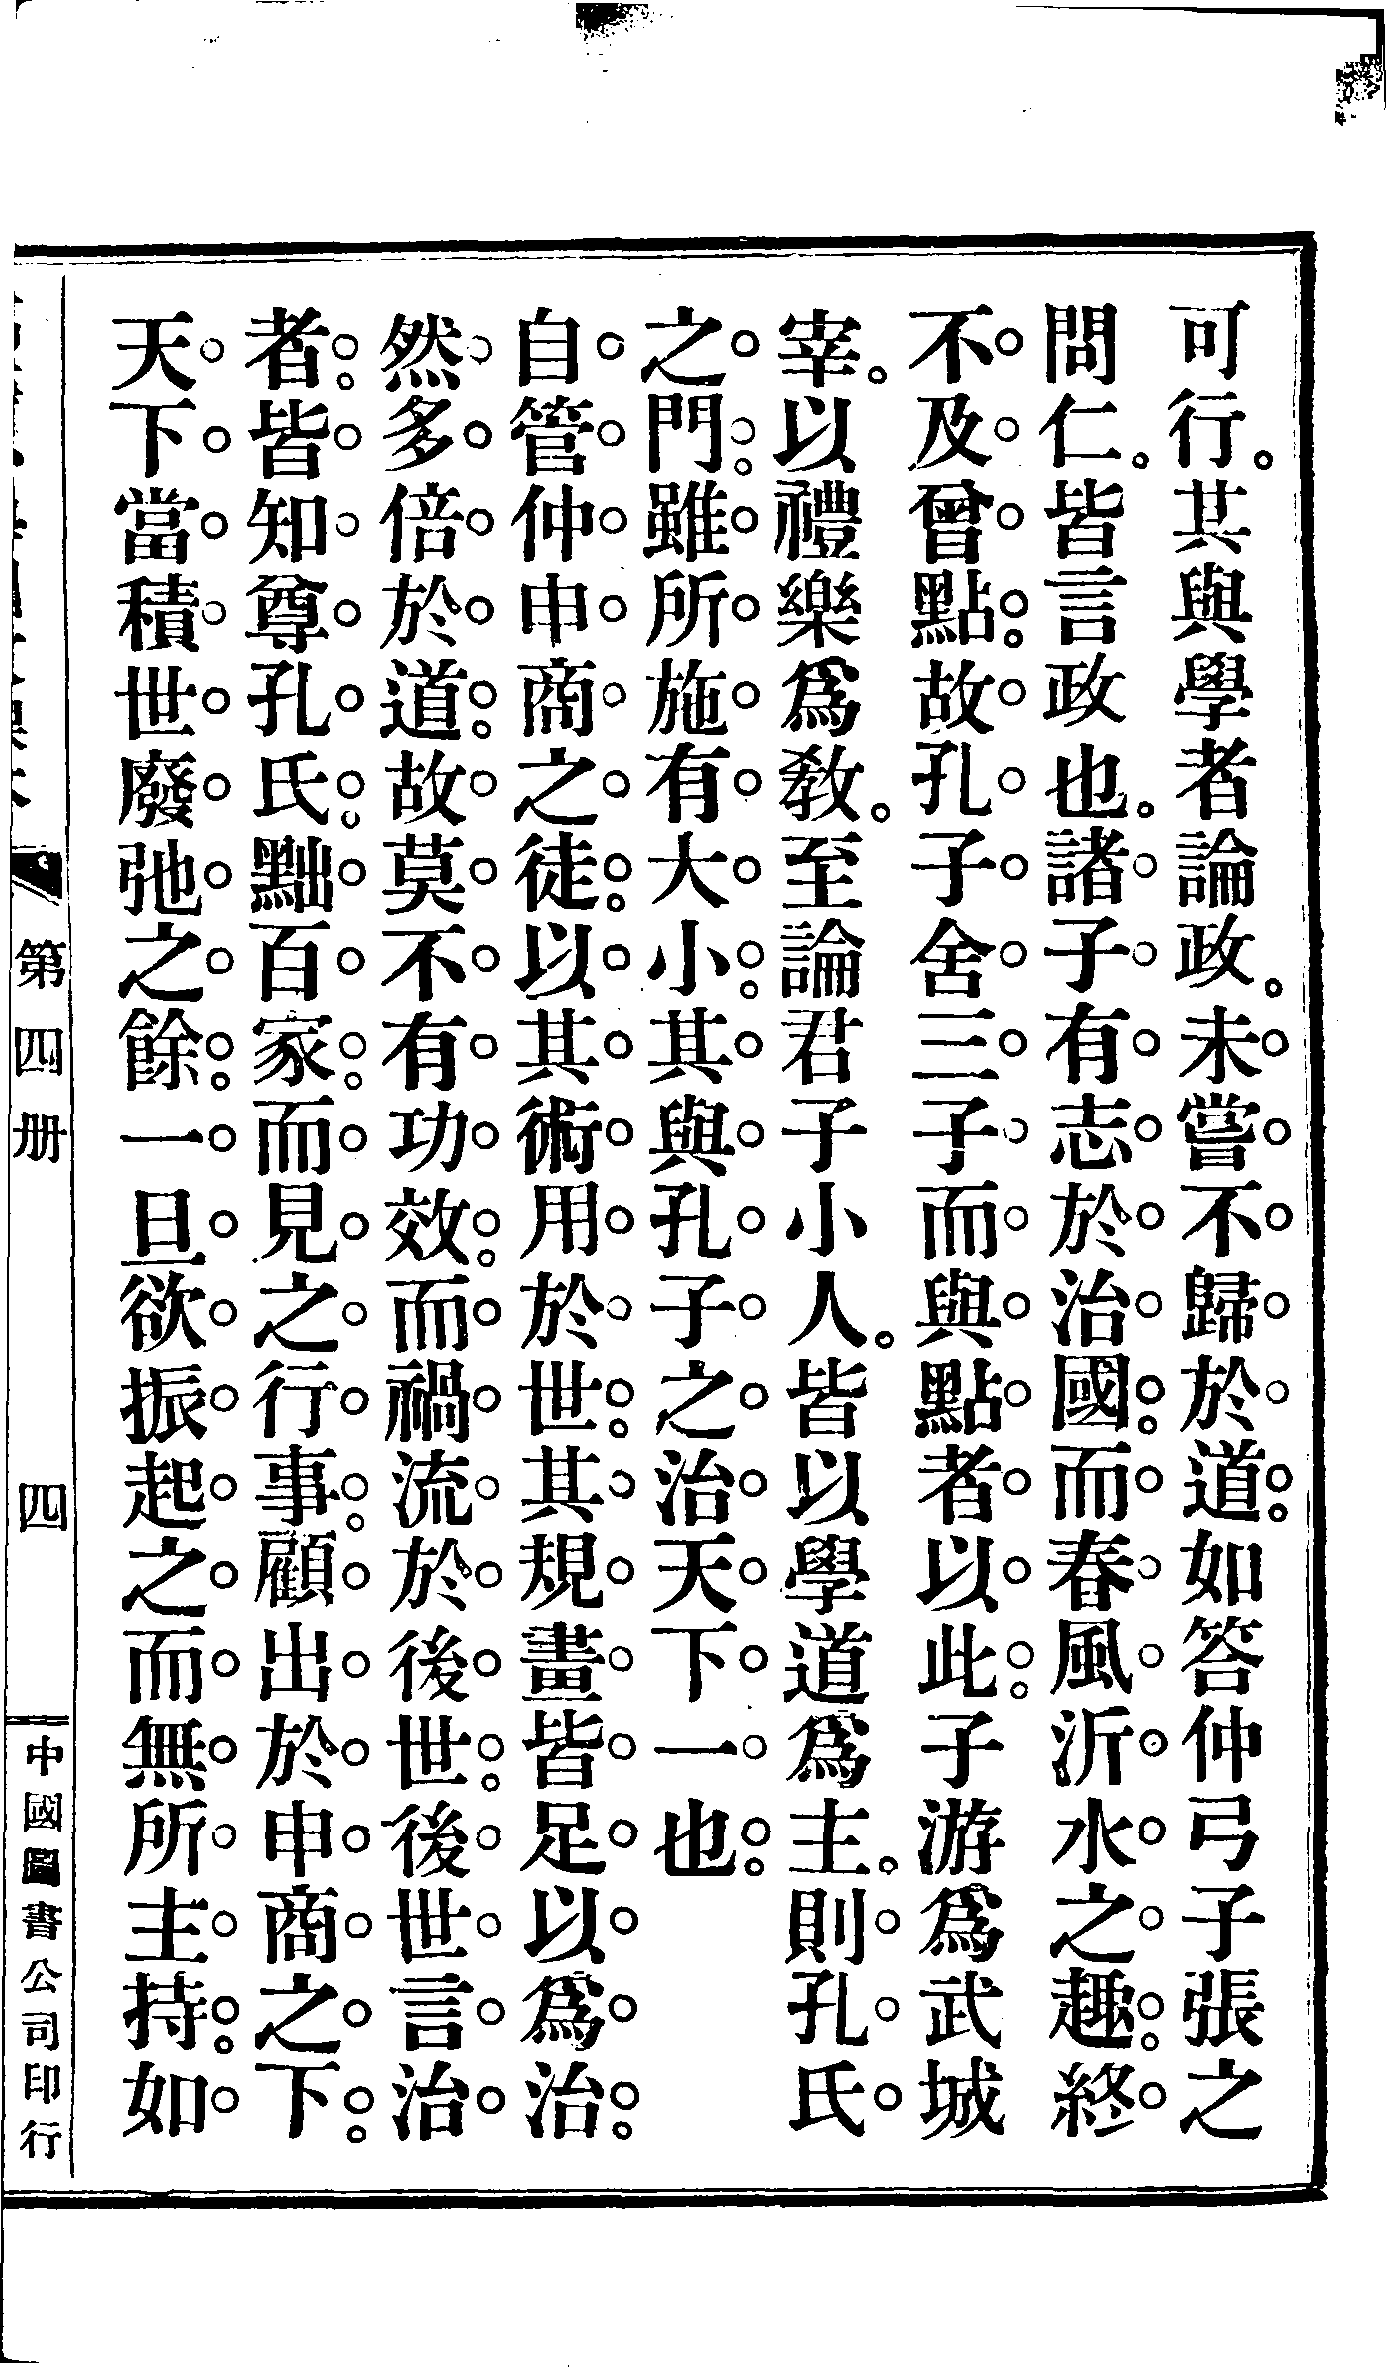 可行。其與學者論政。未嘗不歸於道。如答仲弓子張之
問仁。皆言政也。諸子有志於治國。而春風沂水之趣。終
不及曾點。故孔子舍三子而與點者以此。子游爲武城
宰。以禮樂爲教。至論君子小人。皆以學道爲主。則孔氏
之門。雖所施有大小。其與孔子之治天下一也。
自管仲申商之徒。以其術用於世。其規畫皆足以爲治。
然多倍於道。故莫不有功效。而禍流於後世。後世言治
者。皆知尊孔氏。黜百家。而見之行事。顧出於申商之下。
天下當積世廢弛之餘。一旦欲振起之。而無所主持。如
第四册
四
中國圖書公司印行